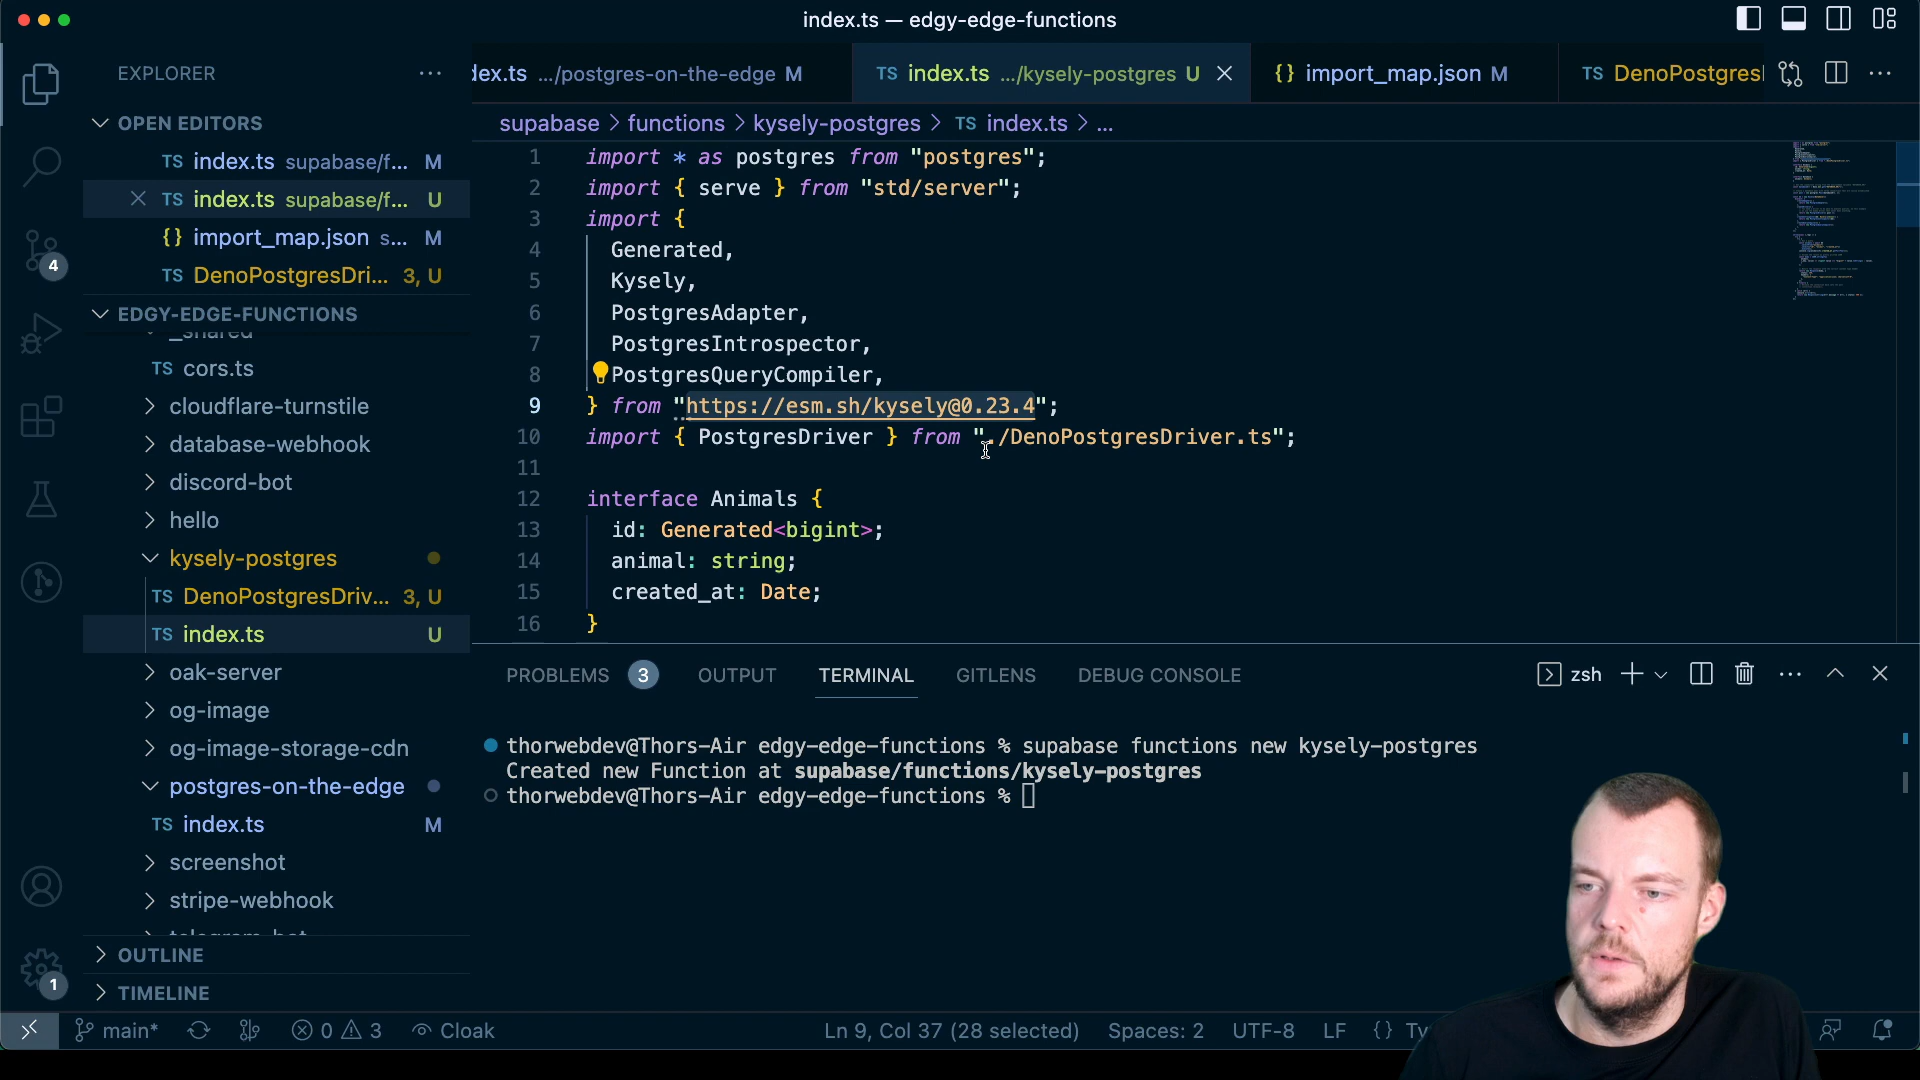 index.ts — edgy-edge-functions
EXPLORER
OPEN EDITORS
TS index.ts supabase/f... M
TS index.ts supabase/f... U
{} import_map.json s... M
TS DenoPostgresDri... 3, U
EDGY-EDGE-FUNCTIONS
_shared
TS cors.ts
cloudflare-turnstile
database-webhook
discord-bot
hello
kysely-postgres
TS DenoPostgresDriv... 3, U
TS index.ts U
oak-server
og-image
og-image-storage-cdn
postgres-on-the-edge
TS index.ts M
screenshot
stripe-webhook
telegram-bot
OUTLINE
TIMELINE
4
1
dex.ts .../postgres-on-the-edge M
TS index.ts .../kysely-postgres U
{} import_map.json M
TS DenoPostgresl
supabase > functions > kysely-postgres > TS index.ts > ...
1 import * as postgres from "postgres";
2 import { serve } from "std/server";
3 import {
4 Generated,
5 Kysely,
6 PostgresAdapter,
7 PostgresIntrospector,
8 PostgresQueryCompiler,
9 } from "https://esm.sh/kysely@0.23.4";
10 import { PostgresDriver } from "./DenoPostgresDriver.ts";
11
12 interface Animals {
13 id: Generated<bigint>;
14 animal: string;
15 created_at: Date;
16 }
PROBLEMS 3 OUTPUT TERMINAL GITLENS DEBUG CONSOLE
zsh
thorwebdev@Thors-Air edgy-edge-functions % supabase functions new kysely-postgres
Created new Function at supabase/functions/kysely-postgres
thorwebdev@Thors-Air edgy-edge-functions %
main* 0 3 Cloak
Ln 9, Col 37 (28 selected) Spaces: 2 UTF-8 LF {} Ty